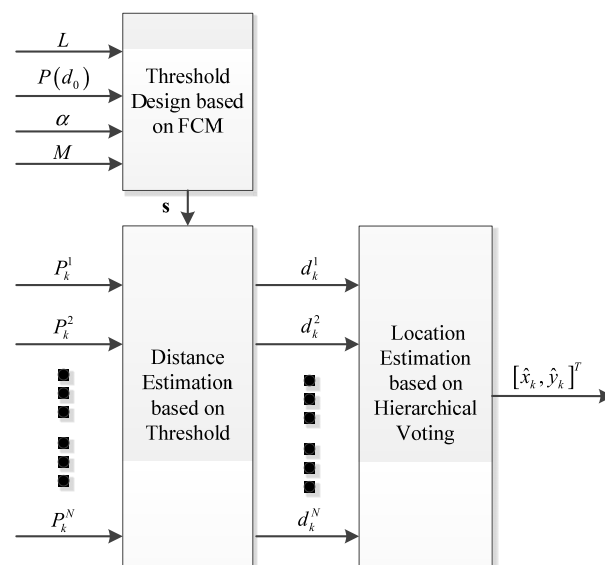 L
P(d₀)
α
M
Threshold
Design based
on FCM
s
P_k^1
P_k^2
P_k^N
Distance
Estimation
based on
Threshold
d_k^1
d_k^2
d_k^N
Location
Estimation
based on
Hierarchical
Voting
[x̂_k, ŷ_k]^T